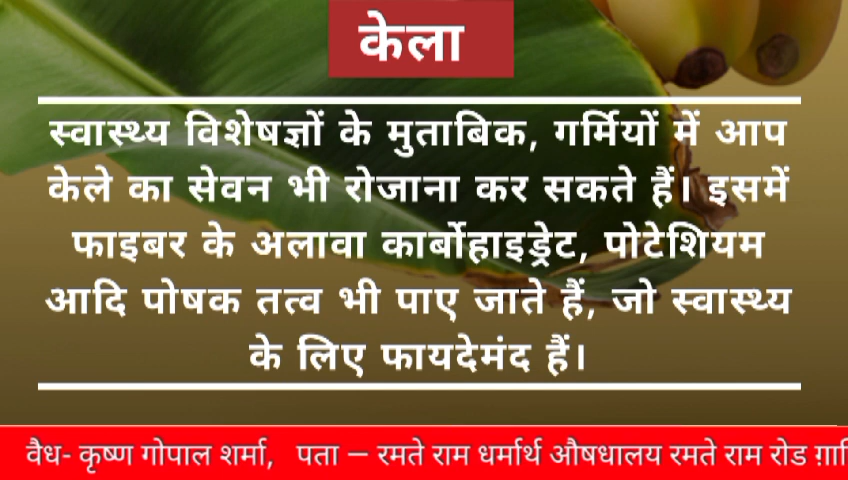 केला
स्वास्थ्य विशेषज्ञों के मुताबिक, गर्मियों में आप
केले का सेवन भी रोजाना कर सकते हैं। इसमें
फाइबर के अलावा कार्बोहाइड्रेट, पोटेशियम
आदि पोषक तत्व भी पाए जाते हैं, जो स्वास्थ्य
के लिए फायदेमंद हैं।
वैध- कृष्ण गोपाल शर्मा, पता – रमते राम धर्मार्थ औषधालय रमते राम रोड